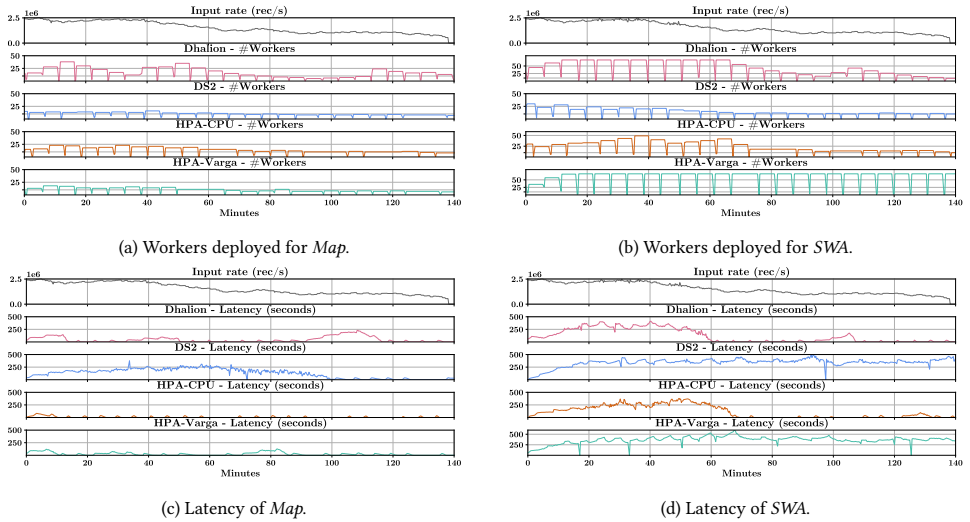 Input rate (rec/s)
1e6
2.5
0.0
Dhalion - #Workers
50
25
DS2 - #Workers
50
25
HPA-CPU - #Workers
50
25
HPA-Varga - #Workers
50
25
0 20 40 60 80 100 120 140
Minutes
(a) Workers deployed for Map.
Input rate (rec/s)
1e6
2.5
0.0
Dhalion - #Workers
50
25
DS2 - #Workers
50
25
HPA-CPU - #Workers
50
25
HPA-Varga - #Workers
50
25
0 20 40 60 80 100 120 140
Minutes
(b) Workers deployed for SWA.
Input rate (rec/s)
1e6
2.5
0.0
Dhalion - Latency (seconds)
500
250
DS2 - Latency (seconds)
500
250
HPA-CPU - Latency (seconds)
500
250
HPA-Varga - Latency (seconds)
500
250
0 20 40 60 80 100 120 140
Minutes
(c) Latency of Map.
Input rate (rec/s)
1e6
2.5
0.0
Dhalion - Latency (seconds)
500
250
DS2 - Latency (seconds)
500
250
HPA-CPU - Latency (seconds)
500
250
HPA-Varga - Latency (seconds)
500
250
0 20 40 60 80 100 120 140
Minutes
(d) Latency of SWA.